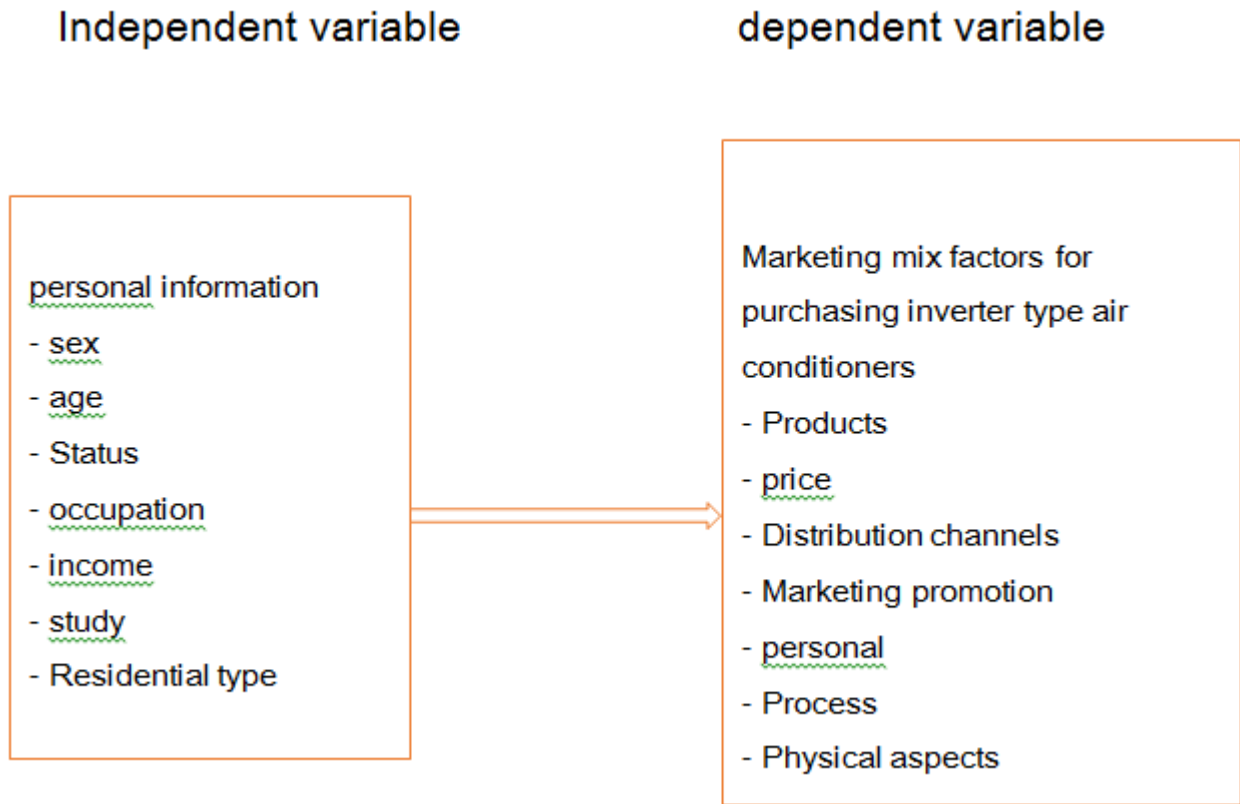 Independent variable
dependent variable
personal information
- sex
- age
- Status
- occupation
- income
- study
- Residential type
Marketing mix factors for
purchasing inverter type air
conditioners
- Products
- price
- Distribution channels
- Marketing promotion
- personal
- Process
- Physical aspects